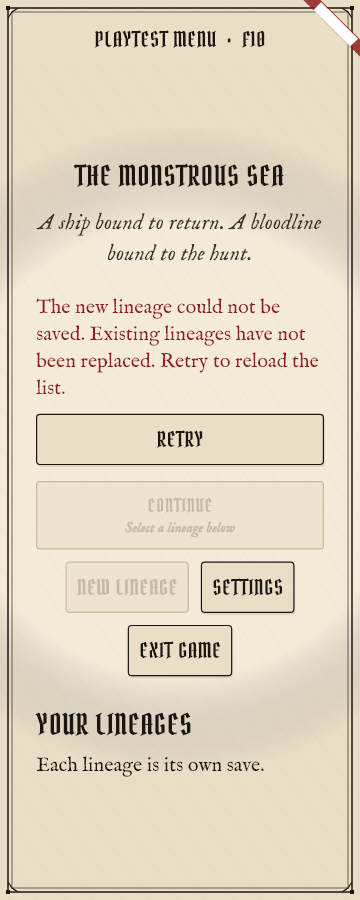 PLAYTEST MENU · F10
THE MONSTROUS SEA
A ship bound to return. A bloodline
bound to the hunt.
The new lineage could not be
saved. Existing lineages have not
been replaced. Retry to reload the
list.
RETRY
CONTINUE
Select a lineage below
NEW LINEAGE
SETTINGS
EXIT GAME
YOUR LINEAGES
Each lineage is its own save.